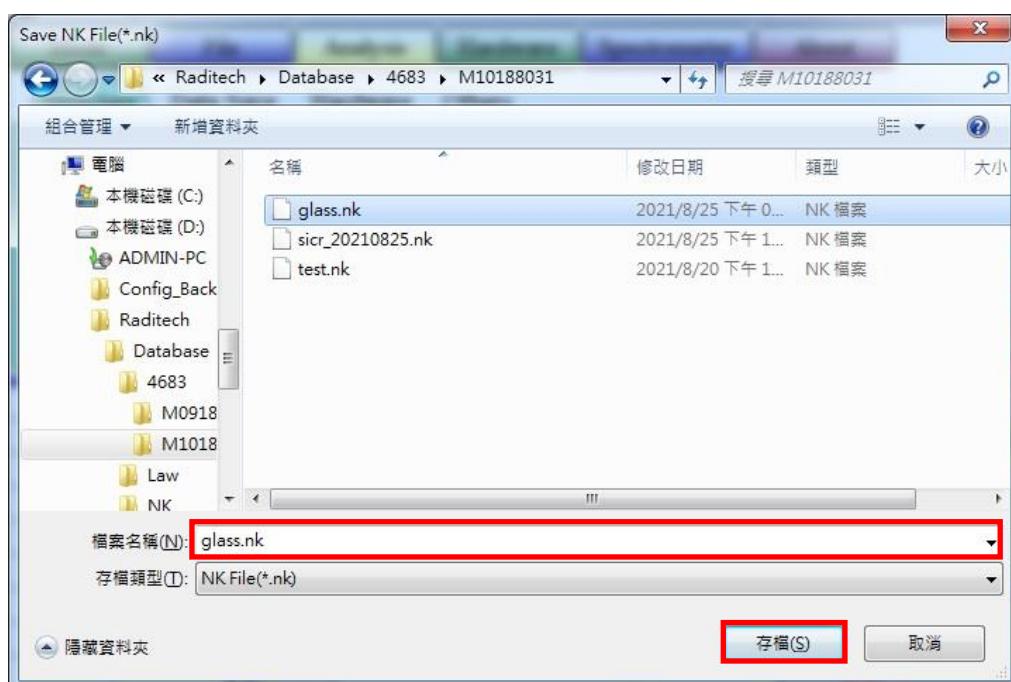 Save NK File(*.nk)
« Raditech ▸ Database ▸ 4683 ▸ M10188031
搜尋 M10188031
組合管理 ▼ 新增資料夾
電腦
本機磁碟 (C:)
本機磁碟 (D:)
ADMIN-PC
Config_Back
Raditech
Database
4683
M0918
M1018
Law
NK
名稱 修改日期 類型 大小
glass.nk 2021/8/25 下午 0... NK 檔案
sicr_20210825.nk 2021/8/25 下午 1... NK 檔案
test.nk 2021/8/20 下午 1... NK 檔案
檔案名稱(N): glass.nk
存檔類型(T): NK File(*.nk)
隱藏資料夾
存檔(S) 取消